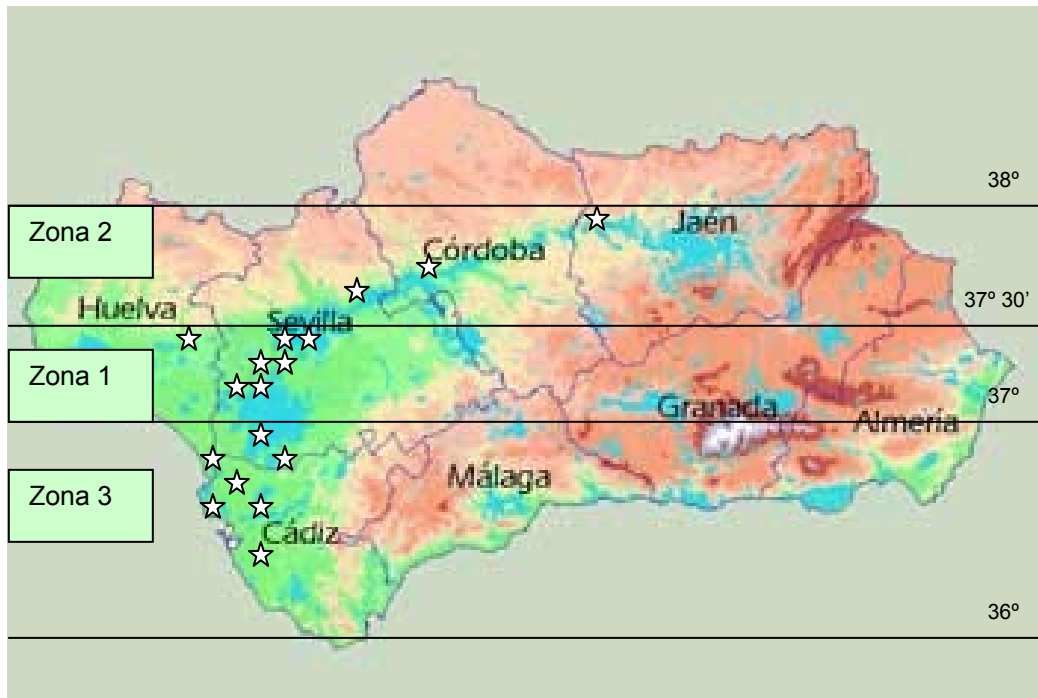 38º
Zona 2
Jaén
Córdoba
37º 30’
Huelva
Sevilla
Zona 1
37º
Granada
Almería
Málaga
Zona 3
Cádiz
36º